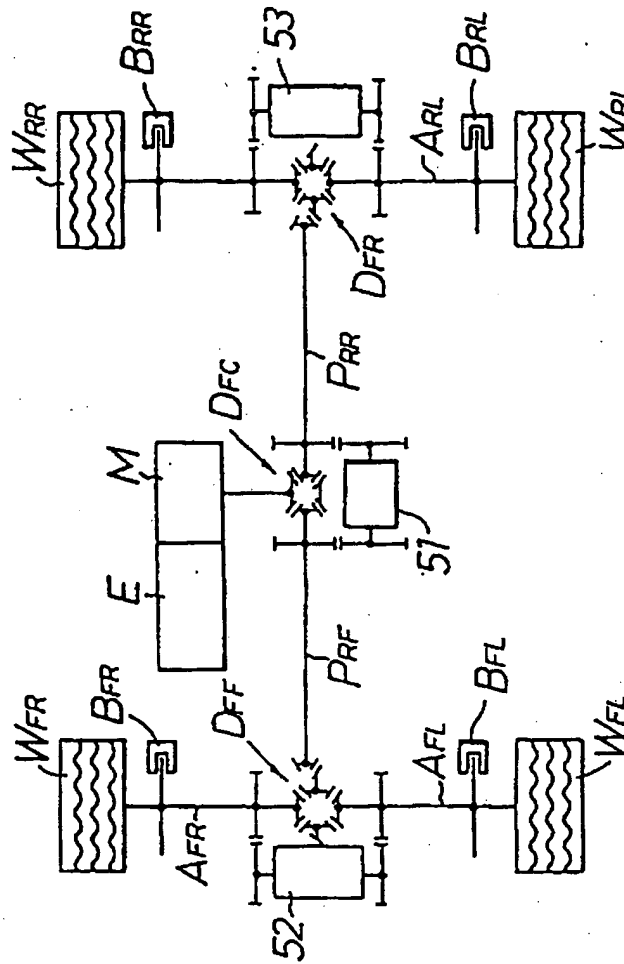 WRR
BRR
53
BRL
WRL
ARL
DFR
PRR
DFC
M
E
51
PRF
WFR
BFR
DFF
AFR
52
AFL
BFL
WFL